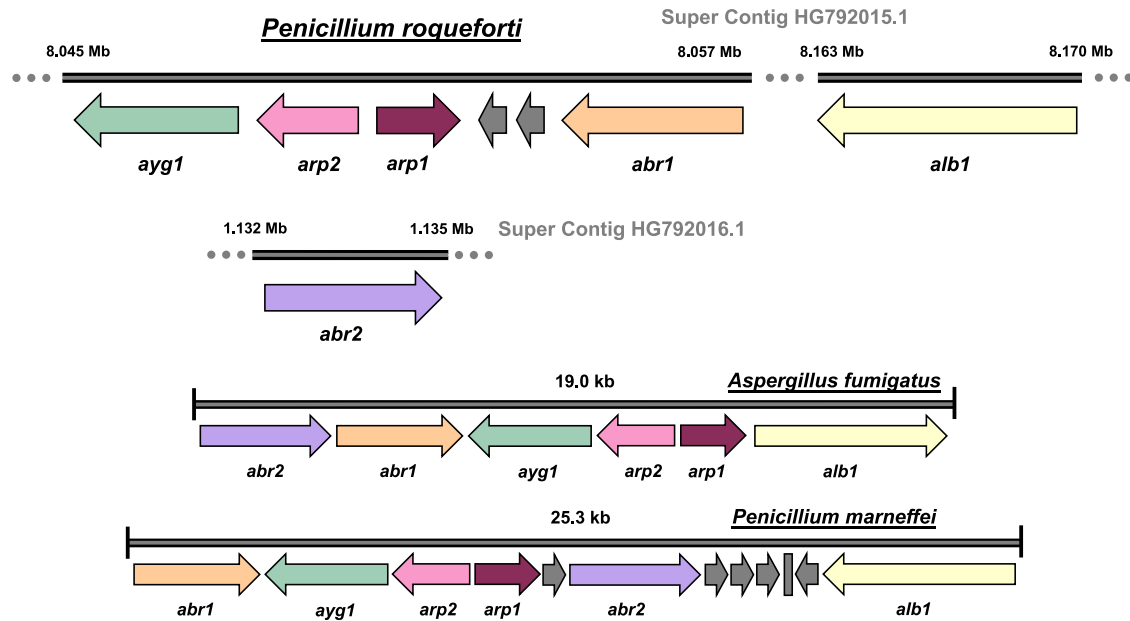 Penicillium roqueforti
Super Contig HG792015.1
8.045 Mb 8.057 Mb 8.163 Mb 8.170 Mb
ayg1 arp2 arp1 abr1 alb1
1.132 Mb 1.135 Mb Super Contig HG792016.1
abr2
19.0 kb Aspergillus fumigatus
abr2 abr1 ayg1 arp2 arp1 alb1
25.3 kb Penicillium marneffei
abr1 ayg1 arp2 arp1 abr2 alb1